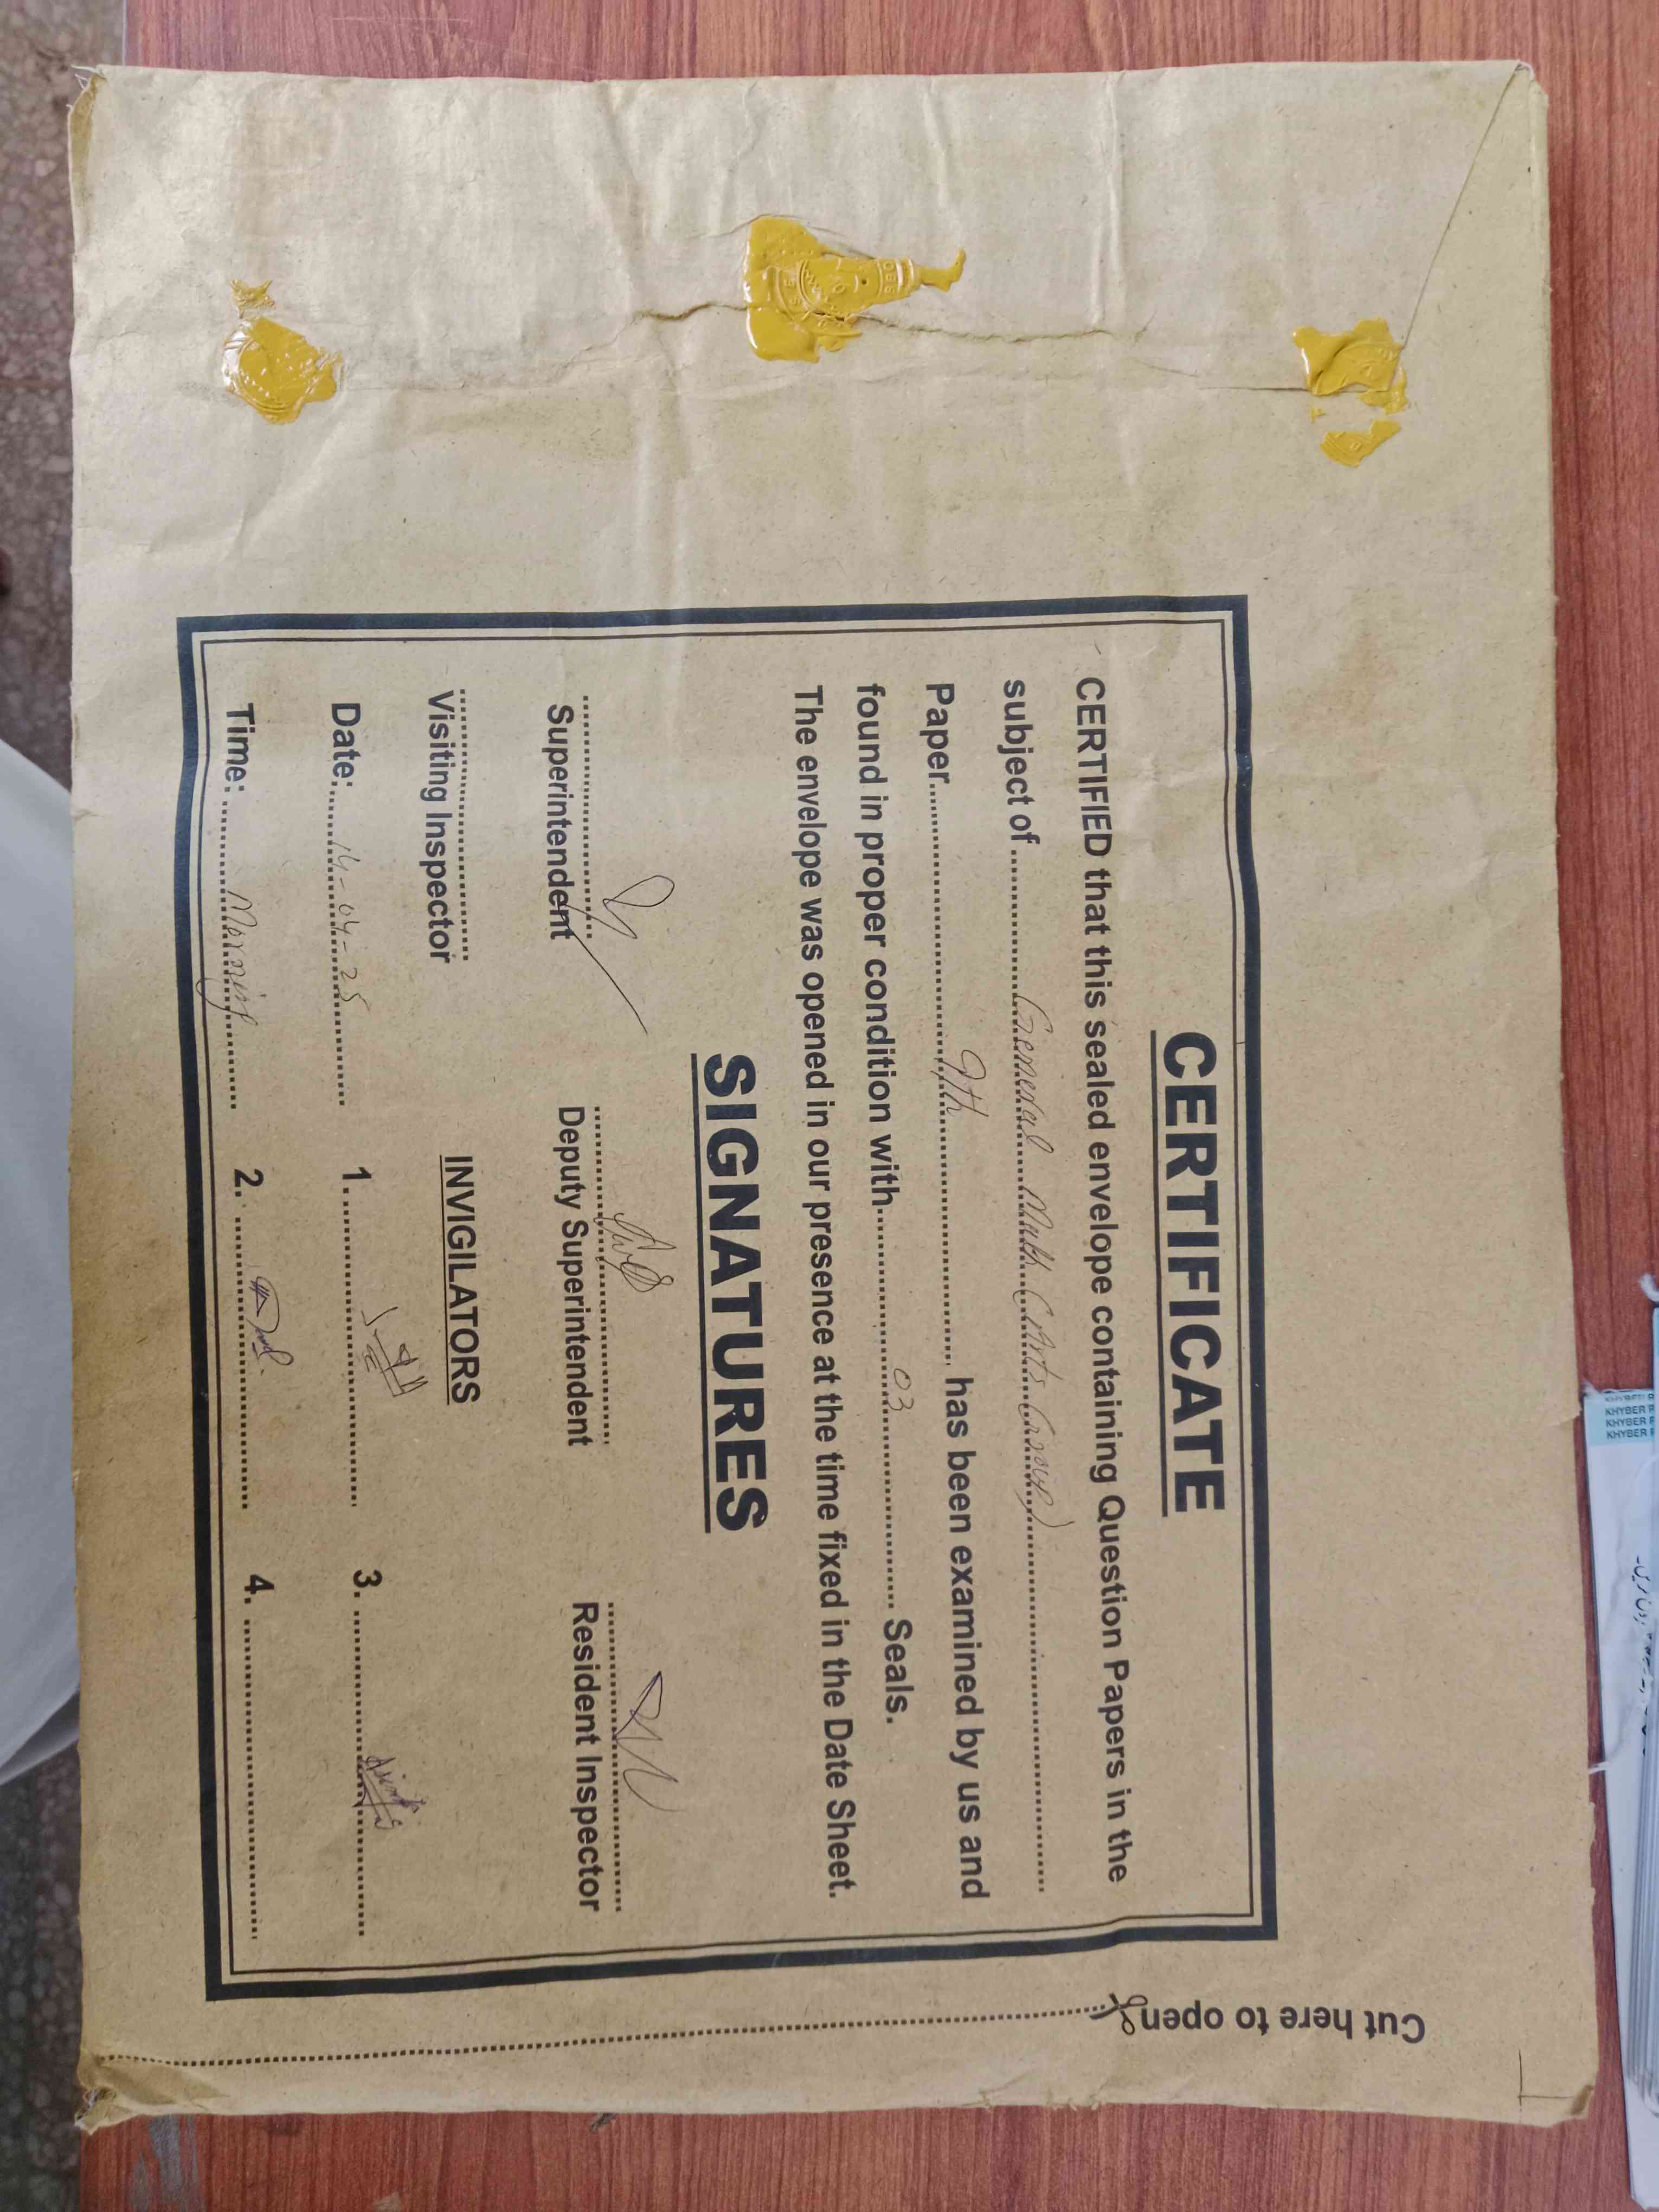 CERTIFICATE
CERTIFIED that this sealed envelope containing Question Papers in the
subject of General Math (Arts Group)
Paper 9th has been examined by us and
found in proper condition with 03 Seals.
The envelope was opened in our presence at the time fixed in the Date Sheet.
SIGNATURES
Superintendent Deputy Superintendent Resident Inspector
Visiting Inspector INVIGILATORS
Date: 14-04-25 1. 3.
Time: Morning 2. 4.
Cut here to open
KHYBER P
KHYBER P
KHYBER P